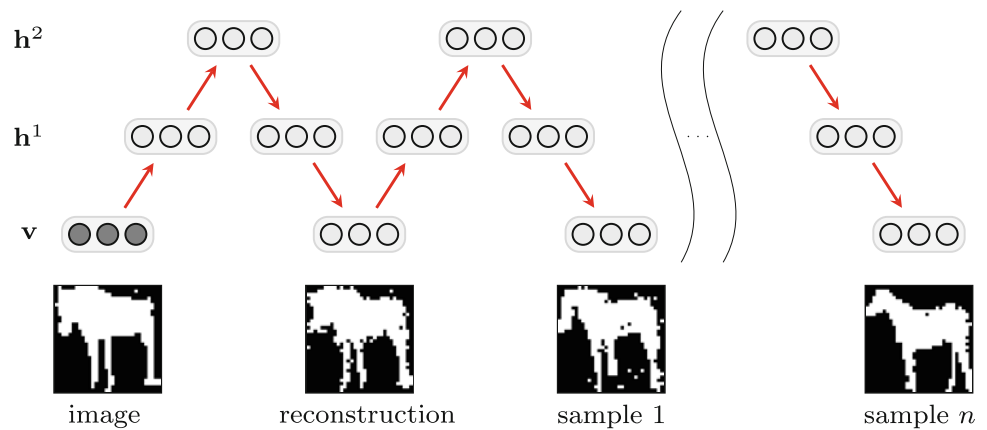 h²
h¹
· · ·
v
image reconstruction sample 1 sample n